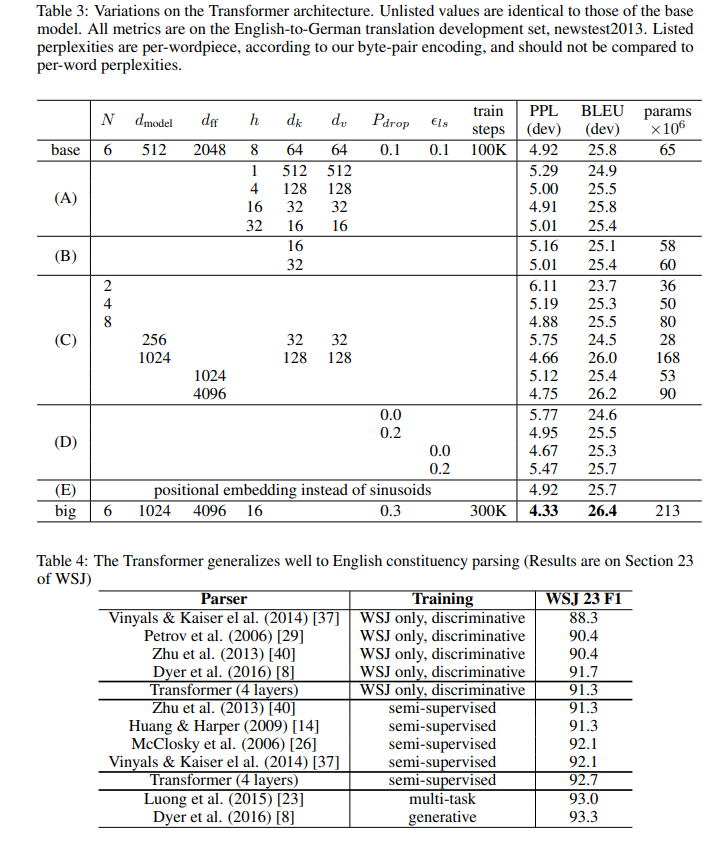 Table 3: Variations on the Transformer architecture. Unlisted values are identical to those of the base
model. All metrics are on the English-to-German translation development set, newstest2013. Listed
perplexities are per-wordpiece, according to our byte-pair encoding, and should not be compared to
per-word perplexities.
N d_model d_ff h d_k d_v P_drop ϵ_ls train steps PPL (dev) BLEU (dev) params ×10^6
base 6 512 2048 8 64 64 0.1 0.1 100K 4.92 25.8 65
(A)
1 512 512 5.29 24.9
4 128 128 5.00 25.5
16 32 32 4.91 25.8
32 16 16 5.01 25.4
(B)
16 5.16 25.1 58
32 5.01 25.4 60
(C)
2 6.11 23.7 36
4 5.19 25.3 50
8 4.88 25.5 80
256 32 32 5.75 24.5 28
1024 128 128 4.66 26.0 168
1024 5.12 25.4 53
4096 4.75 26.2 90
(D)
0.0 5.77 24.6
0.2 4.95 25.5
0.0 4.67 25.3
0.2 5.47 25.7
(E) positional embedding instead of sinusoids 4.92 25.7
big 6 1024 4096 16 0.3 300K 4.33 26.4 213
Table 4: The Transformer generalizes well to English constituency parsing (Results are on Section 23
of WSJ)
Parser Training WSJ 23 F1
Vinyals & Kaiser el al. (2014) [37] WSJ only, discriminative 88.3
Petrov et al. (2006) [29] WSJ only, discriminative 90.4
Zhu et al. (2013) [40] WSJ only, discriminative 90.4
Dyer et al. (2016) [8] WSJ only, discriminative 91.7
Transformer (4 layers) WSJ only, discriminative 91.3
Zhu et al. (2013) [40] semi-supervised 91.3
Huang & Harper (2009) [14] semi-supervised 91.3
McClosky et al. (2006) [26] semi-supervised 92.1
Vinyals & Kaiser el al. (2014) [37] semi-supervised 92.1
Transformer (4 layers) semi-supervised 92.7
Luong et al. (2015) [23] multi-task 93.0
Dyer et al. (2016) [8] generative 93.3